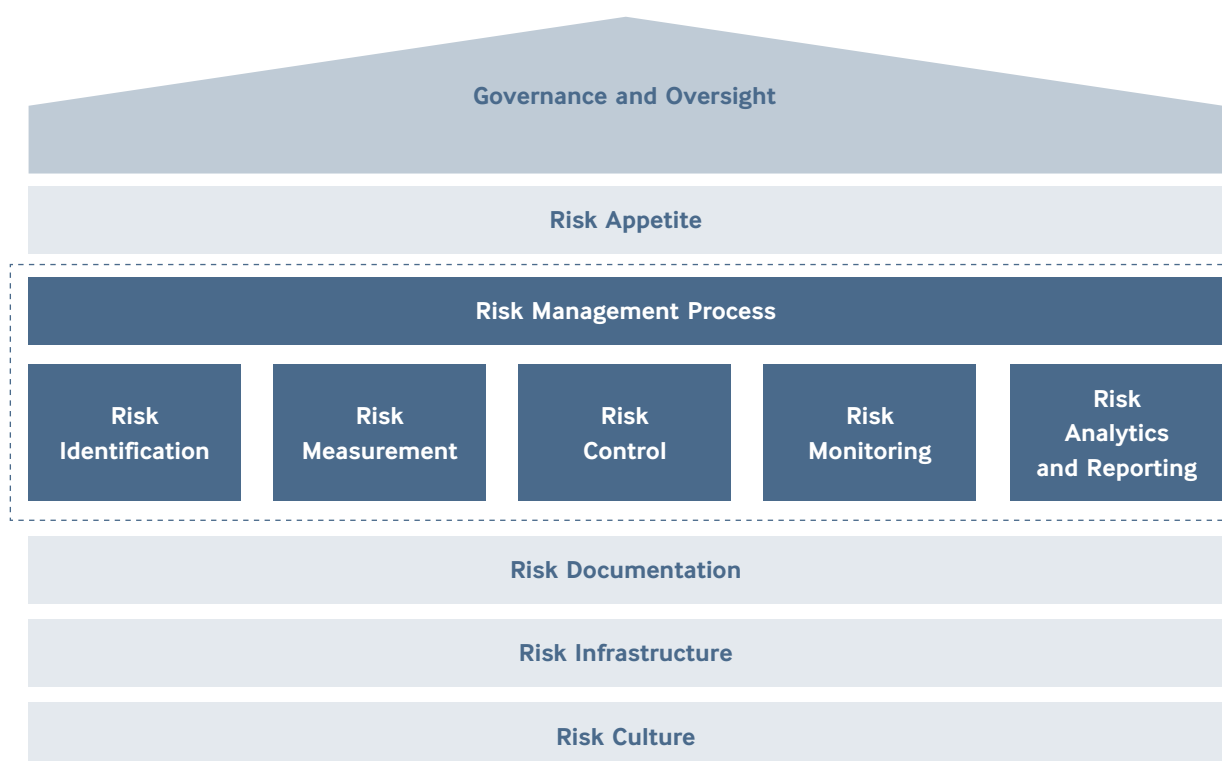 Governance and Oversight
Risk Appetite
Risk Management Process
Risk
Identification
Risk
Measurement
Risk
Control
Risk
Monitoring
Risk
Analytics
and Reporting
Risk Documentation
Risk Infrastructure
Risk Culture